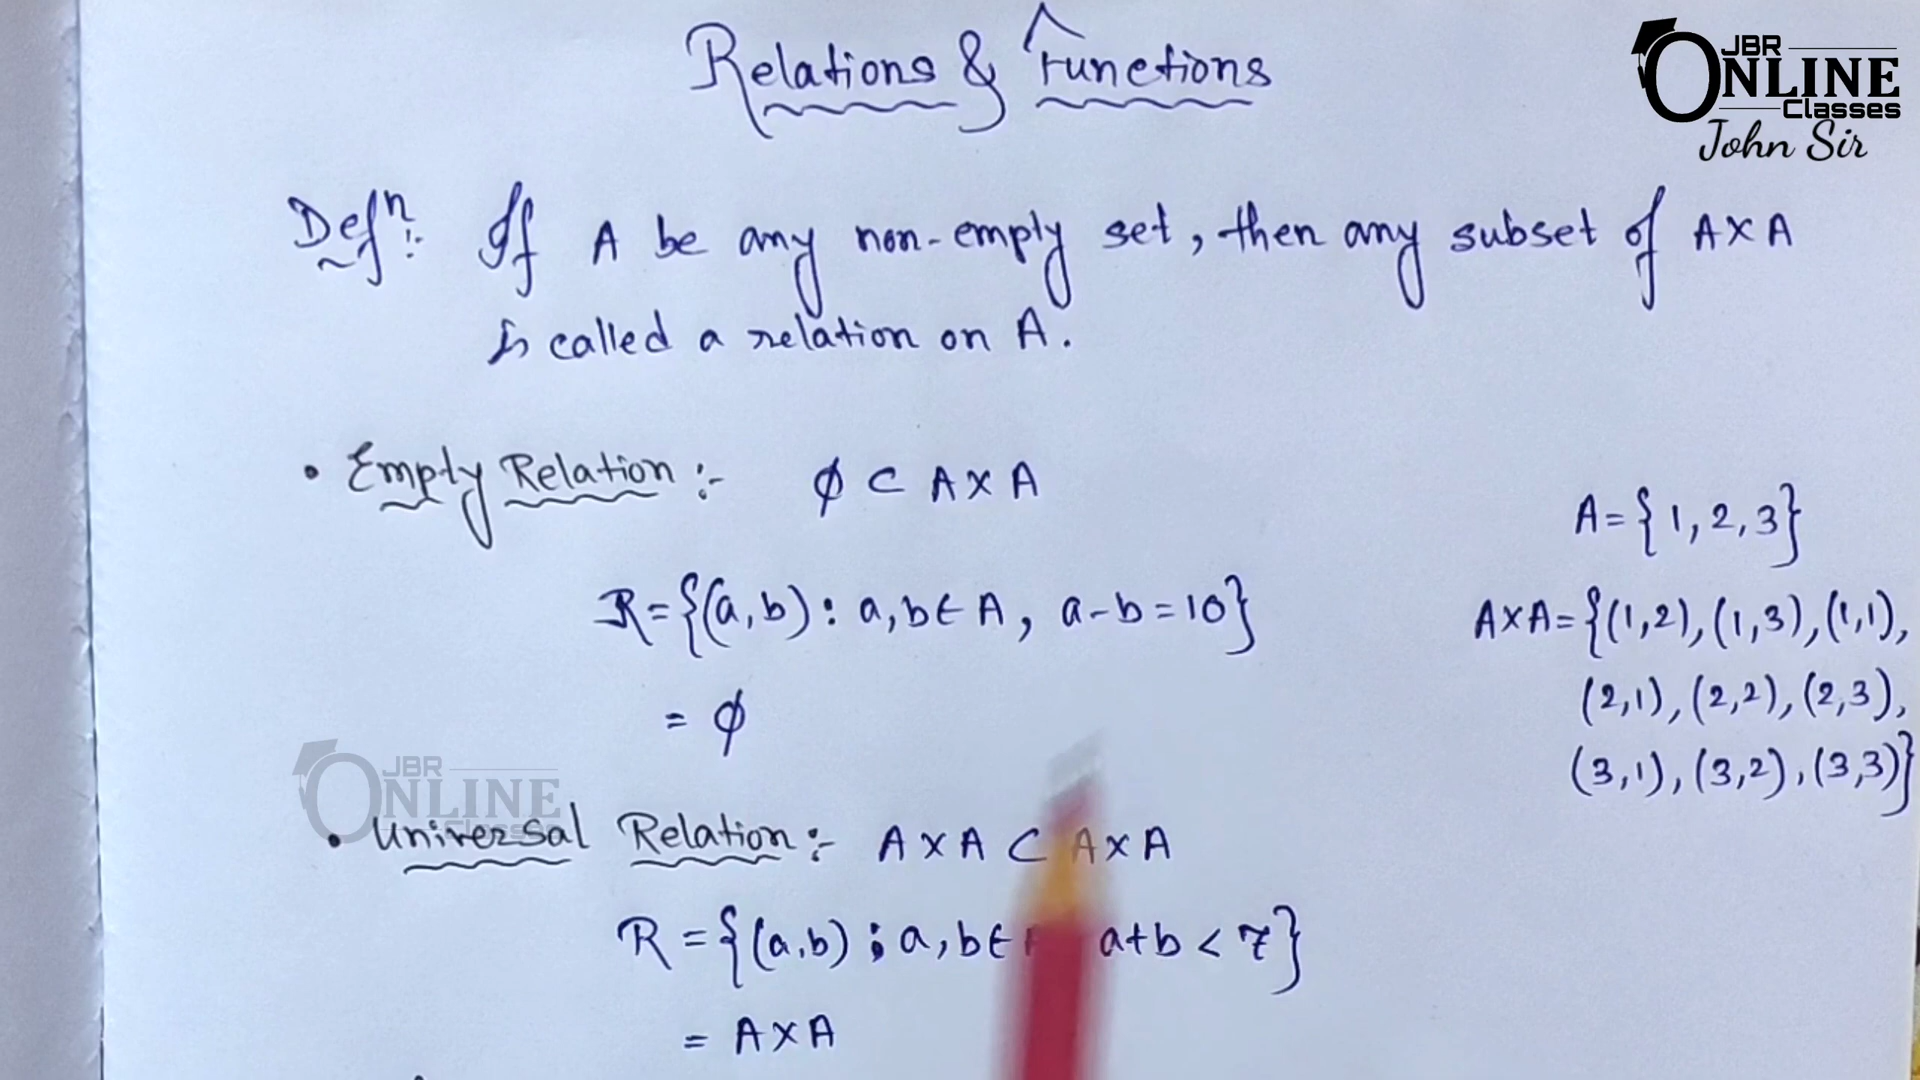 Relations & Functions
JBR
ONLINE
Classes
John Sir
Defⁿ:- If A be any non-empty set, then any subset of A×A
is called a relation on A.
• Empty Relation :- ϕ ⊂ A×A
A={1,2,3}
R={(a,b): a,b∈A, a-b=10}
A×A={(1,2),(1,3),(1,1),
= ϕ
(2,1),(2,2),(2,3),
(3,1),(3,2),(3,3)}
JBR
ONLINE
Classes
• Universal Relation :- A×A ⊂ A×A
R={(a,b): a,b∈A a+b<7}
= A×A